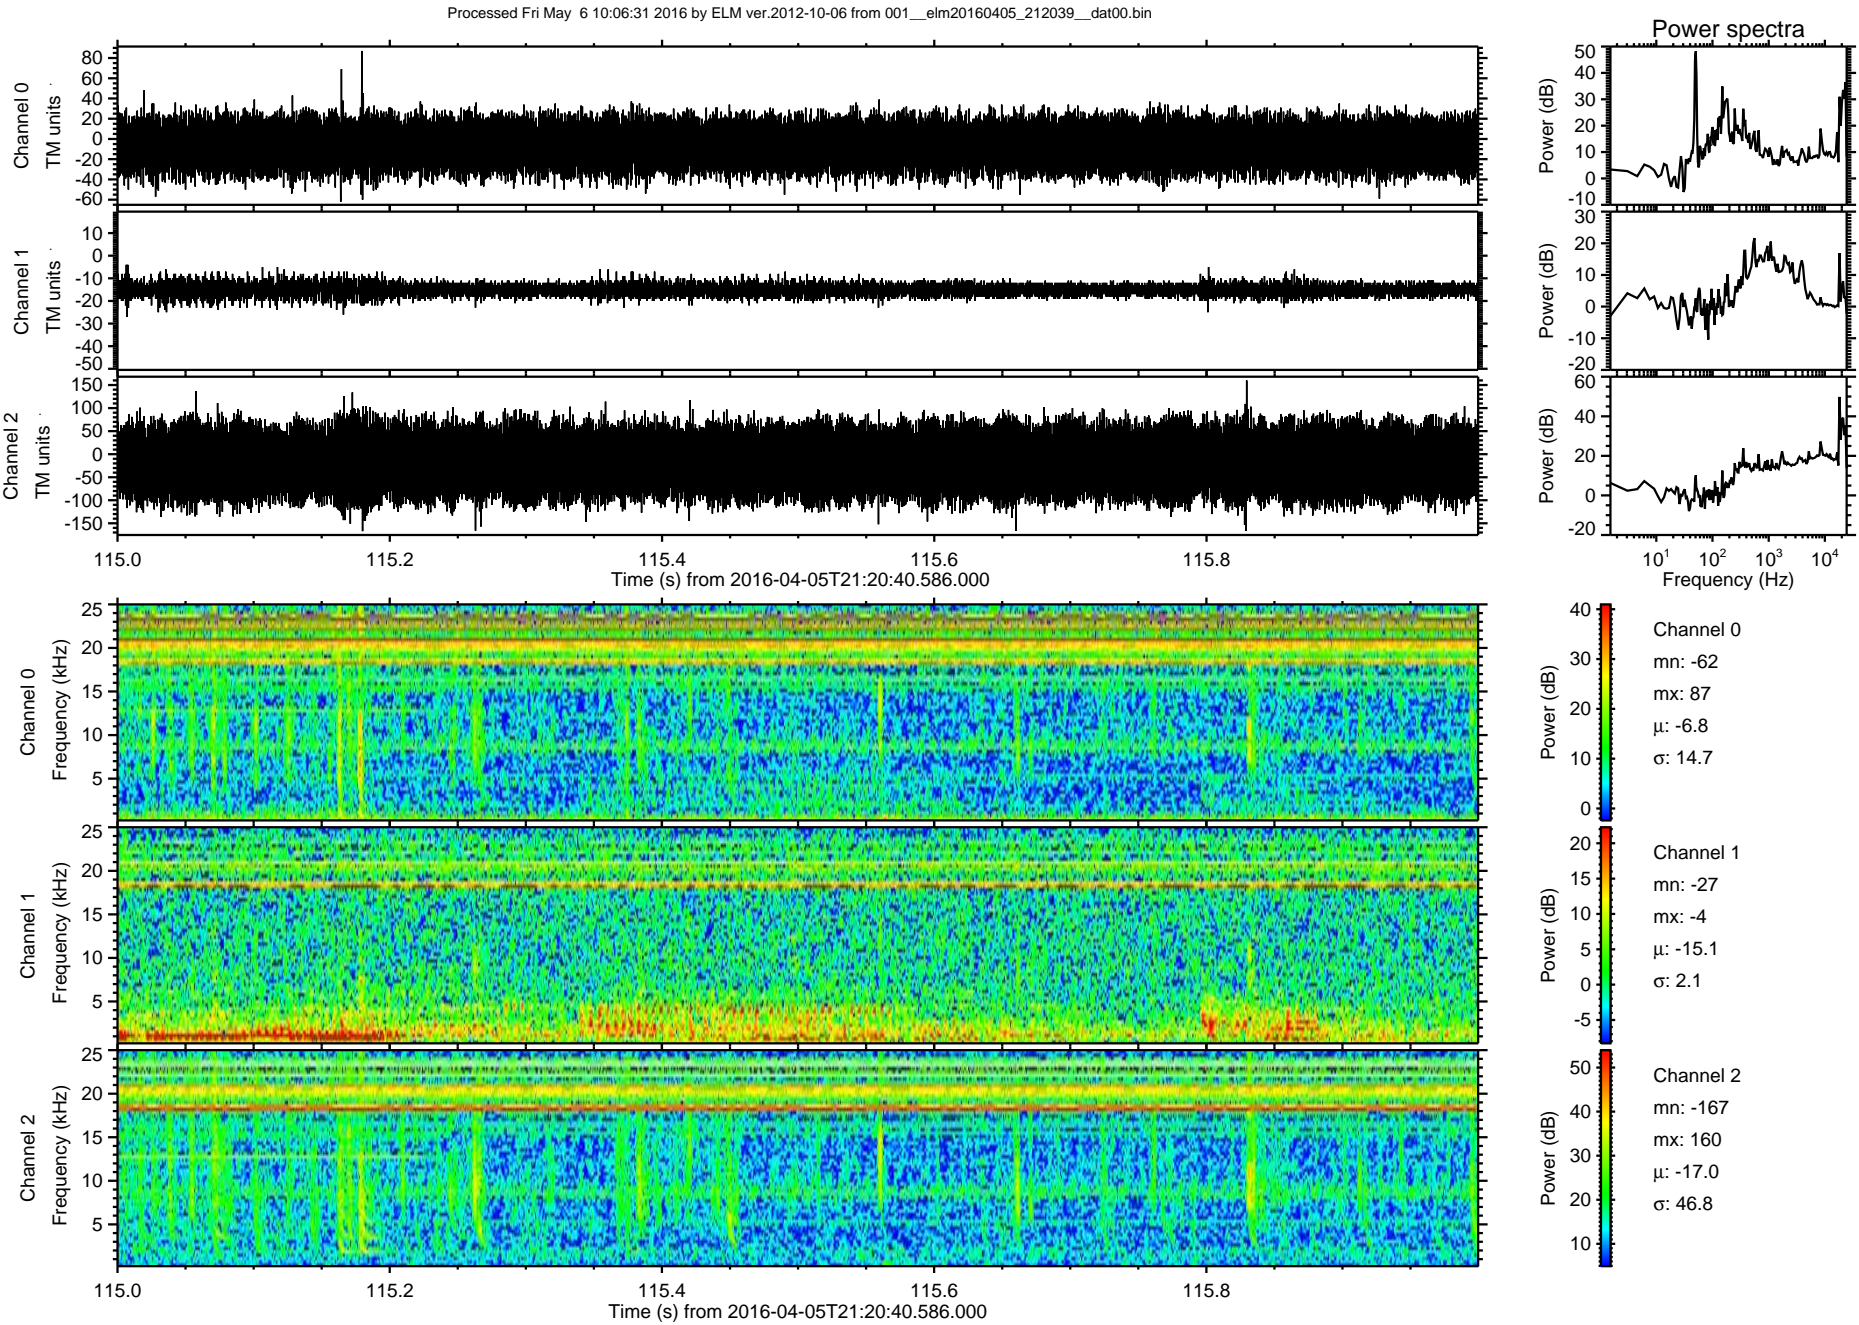 Processed Fri May  6 10:06:31 2016 by ELM ver.2012-10-06 from 001__elm20160405_212039__dat00.bin
Power spectra
Channel 0
TM units
80
60
40
20
0
-20
-40
-60
Power (dB)
50
40
30
20
10
0
-10
Channel 1
TM units
10
0
-10
-20
-30
-40
-50
Power (dB)
30
20
10
0
-10
-20
Channel 2
TM units
150
100
50
0
-50
-100
-150
Power (dB)
60
40
20
0
-20
115.0
115.2
115.4
115.6
115.8
Time (s) from 2016-04-05T21:20:40.586.000
10^1
10^2
10^3
10^4
Frequency (Hz)
Channel 0
Frequency (kHz)
25
20
15
10
5
Power (dB)
40
30
20
10
0
Channel 0
mn: -62
mx: 87
μ: -6.8
σ: 14.7
Channel 1
Frequency (kHz)
25
20
15
10
5
Power (dB)
20
15
10
5
0
-5
Channel 1
mn: -27
mx: -4
μ: -15.1
σ: 2.1
Channel 2
Frequency (kHz)
25
20
15
10
5
Power (dB)
50
40
30
20
10
Channel 2
mn: -167
mx: 160
μ: -17.0
σ: 46.8
115.0
115.2
115.4
115.6
115.8
Time (s) from 2016-04-05T21:20:40.586.000